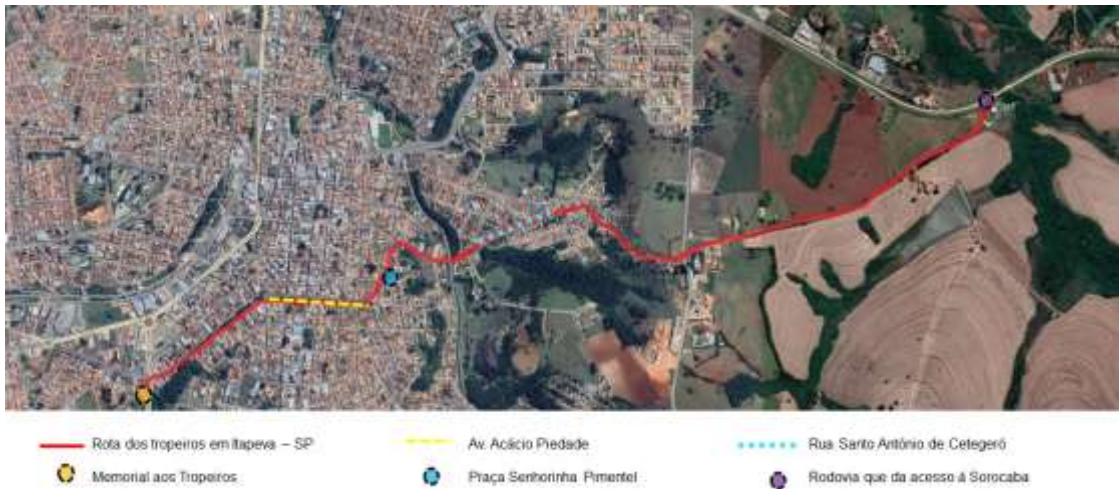 Rota dos tropeiros em Itapeva – SP
Av. Acácio Piedade
Rua Santo Antônio de Cetegeró
Memorial aos Tropeiros
Praça Senhorinha Pimentel
Rodovia que da acesso á Sorocaba